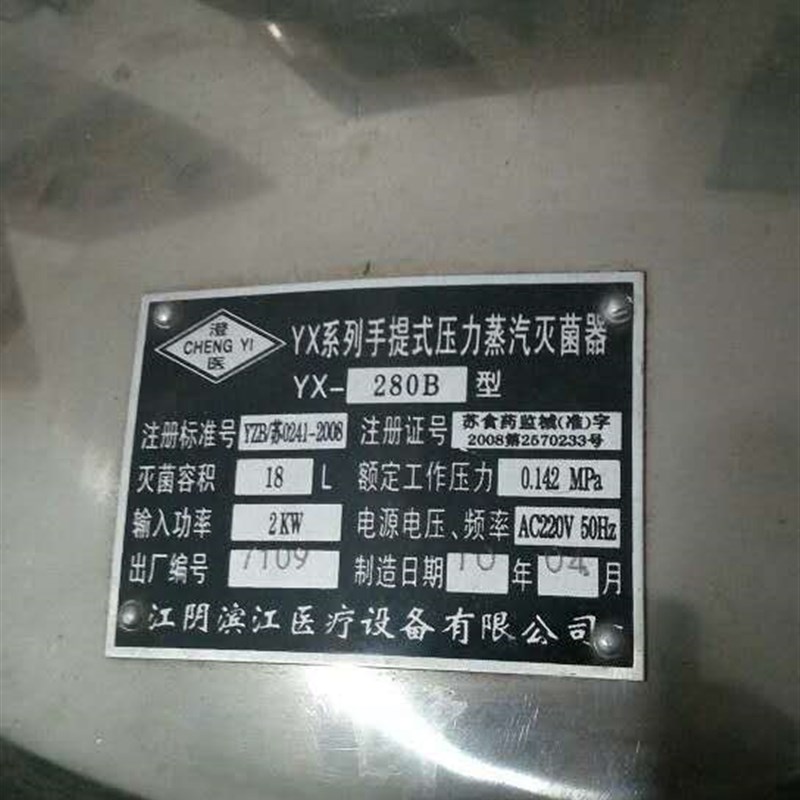 澄
CHENG YI
医
YX系列手提式压力蒸汽灭菌器
YX- 280B 型
注册标准号 YZB/苏0241-2008 注册证号 苏食药监械(准)字2008第2570233号
灭菌容积 18 L 额定工作压力 0.142 MPa
输入功率 2KW 电源电压、频率 AC220V 50Hz
出厂编号 7109 制造日期 10 年 04 月
江阴滨江医疗设备有限公司